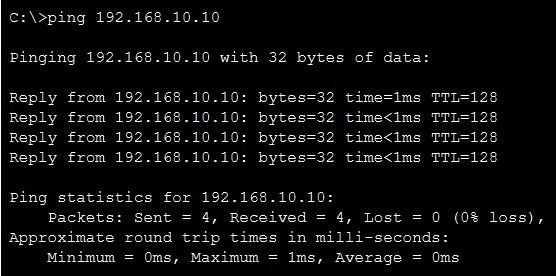 C:\>ping 192.168.10.10
Pinging 192.168.10.10 with 32 bytes of data:
Reply from 192.168.10.10: bytes=32 time=1ms TTL=128
Reply from 192.168.10.10: bytes=32 time<1ms TTL=128
Reply from 192.168.10.10: bytes=32 time<1ms TTL=128
Reply from 192.168.10.10: bytes=32 time<1ms TTL=128
Ping statistics for 192.168.10.10:
    Packets: Sent = 4, Received = 4, Lost = 0 (0% loss),
Approximate round trip times in milli-seconds:
    Minimum = 0ms, Maximum = 1ms, Average = 0ms